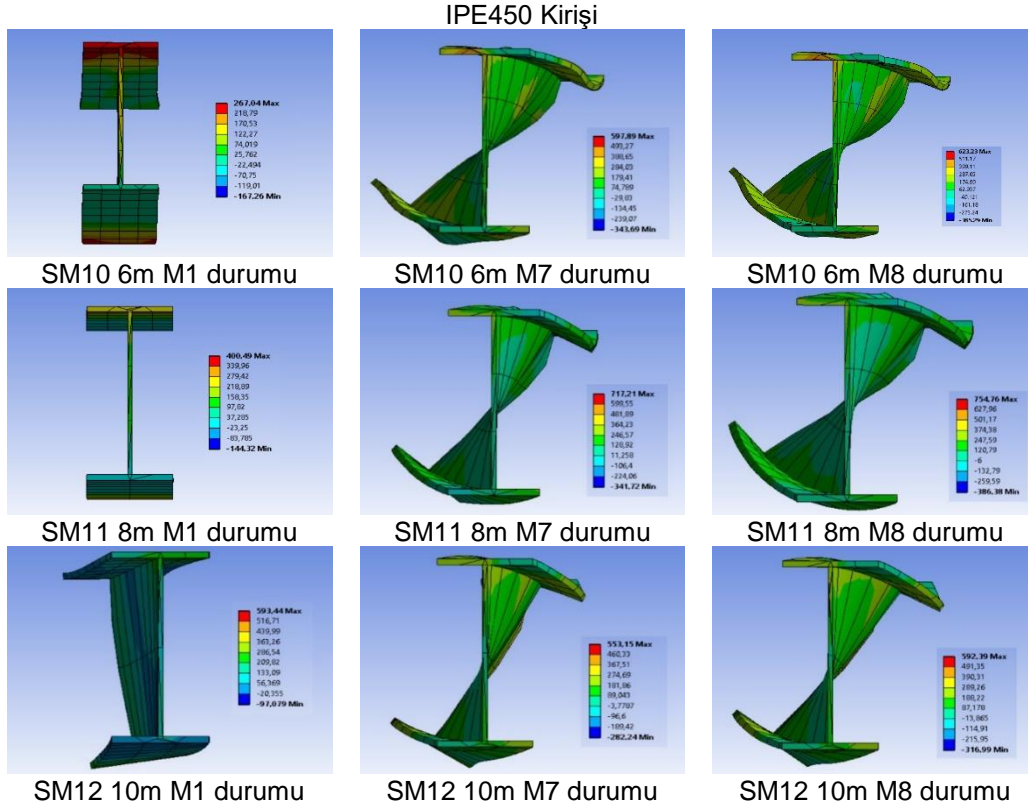 IPE450 Kirişi
267,04 Max
218,79
170,53
122,27
74,019
25,762
-22,494
-70,75
-119,01
-167,26 Min
597,89 Max
493,27
388,65
284,03
179,41
74,789
-29,83
-134,45
-239,07
-343,69 Min
623,23 Max
511,17
-385,29 Min
SM10 6m M1 durumu
SM10 6m M7 durumu
SM10 6m M8 durumu
400,49 Max
339,96
279,42
218,89
158,35
97,82
37,285
-23,25
-83,785
-144,32 Min
717,21 Max
599,55
481,89
364,23
246,57
128,92
11,258
-106,4
-224,06
-341,72 Min
754,76 Max
627,96
501,17
374,38
247,59
120,79
-6
-132,79
-259,59
-386,38 Min
SM11 8m M1 durumu
SM11 8m M7 durumu
SM11 8m M8 durumu
593,44 Max
516,71
439,99
363,26
286,54
209,82
133,09
56,369
-20,355
-97,079 Min
553,15 Max
460,33
367,51
274,69
181,86
89,043
-3,7787
-96,6
-189,42
-282,24 Min
592,39 Max
491,35
390,31
289,26
188,22
87,178
-13,865
-114,91
-215,95
-316,99 Min
SM12 10m M1 durumu
SM12 10m M7 durumu
SM12 10m M8 durumu